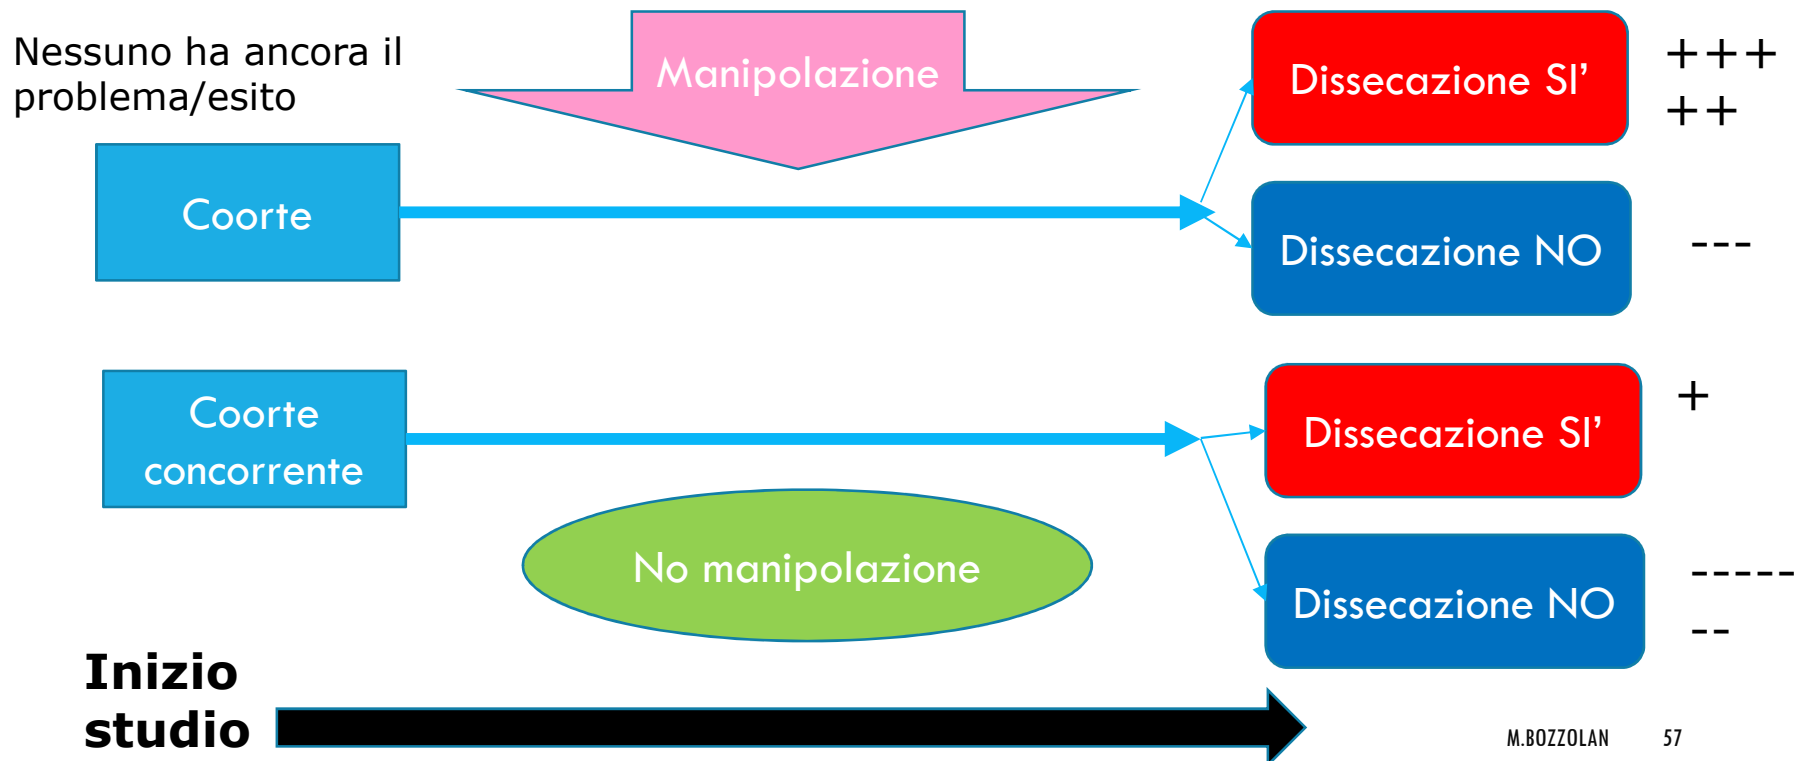 Nessuno ha ancora il
problema/esito
Manipolazione
Dissecazione SI’
+++
++
Coorte
Dissecazione NO
---
Coorte
concorrente
Dissecazione SI’
+
No manipolazione
Dissecazione NO
-----
--
Inizio
studio
M.BOZZOLAN 57